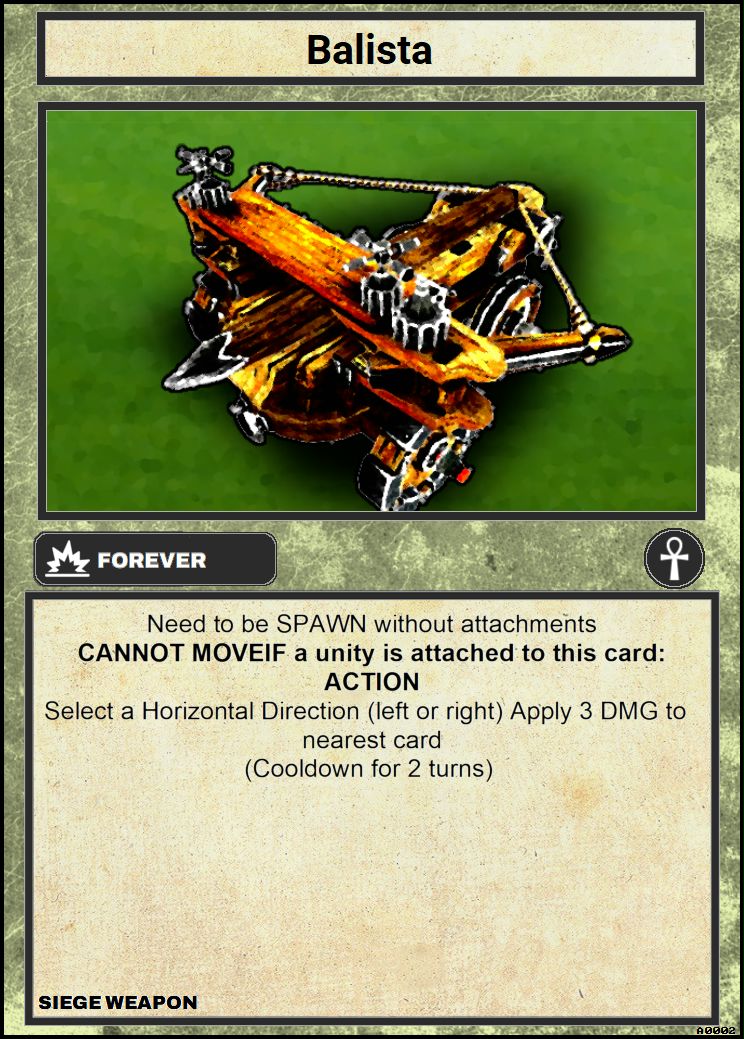 Balista
FOREVER
Need to be SPAWN without attachments
CANNOT MOVEIF a unity is attached to this card:
ACTION
Select a Horizontal Direction (left or right) Apply 3 DMG to
nearest card
(Cooldown for 2 turns)
SIEGE WEAPON
A0002